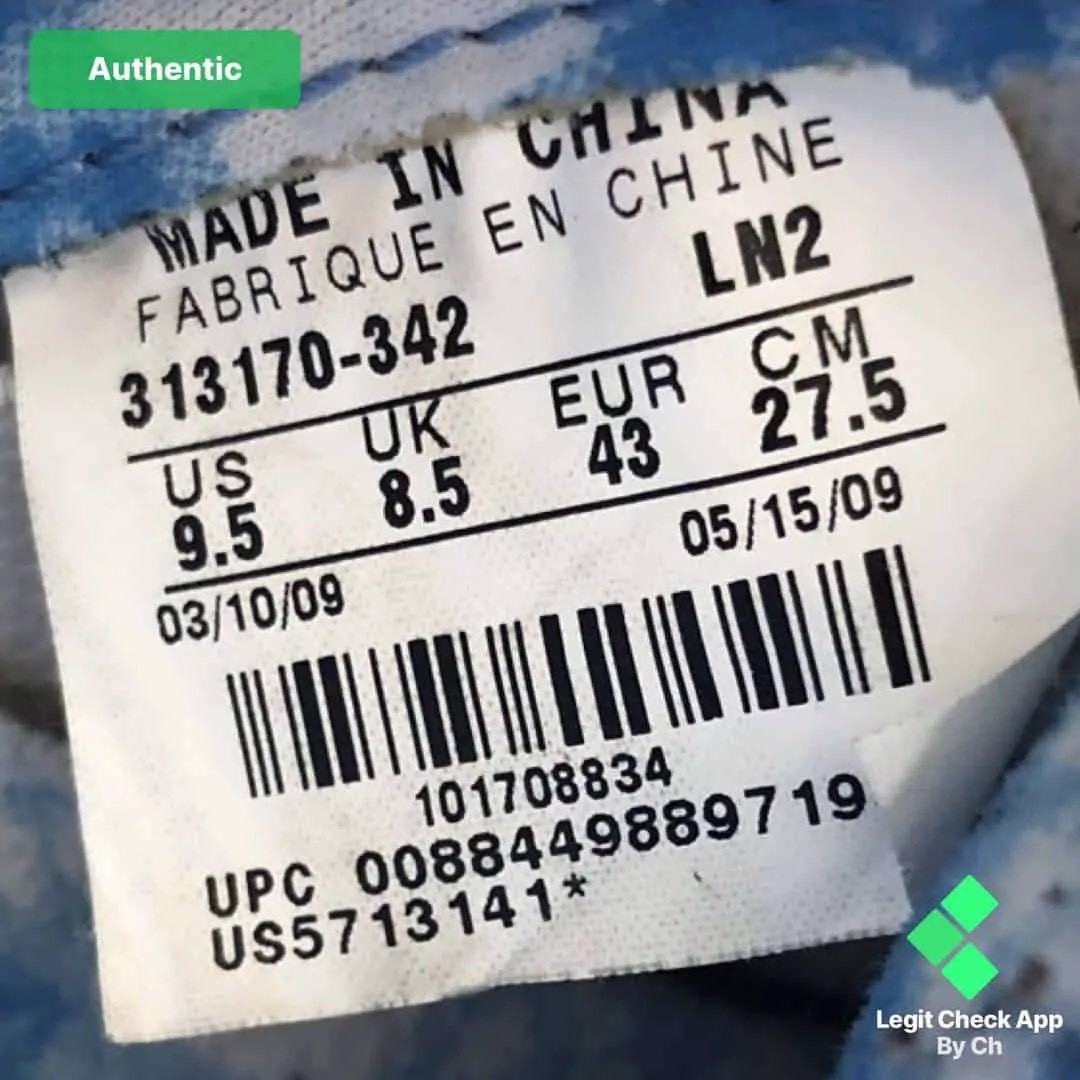 Authentic
MADE IN CHINA
FABRIQUE EN CHINE
313170-342 LN2
US UK EUR CM
9.5 8.5 43 27.5
03/10/09 05/15/09
101708834
UPC 0088449889719
US5713141*
Legit Check App
By Ch